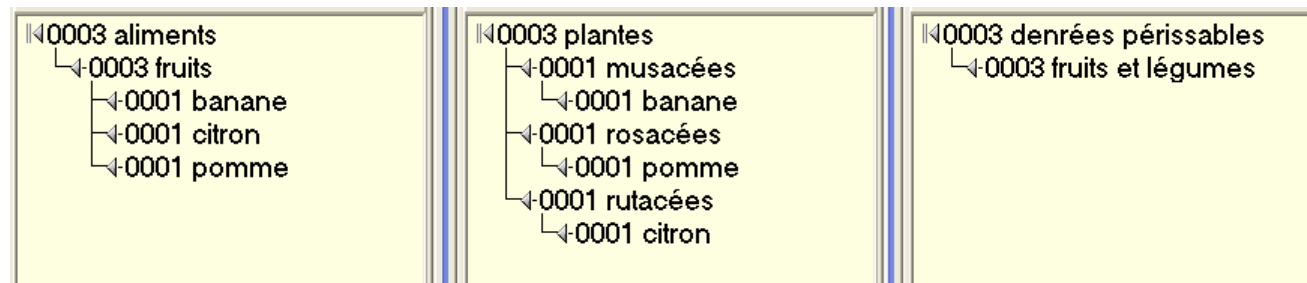 0003 aliments
0003 fruits
0001 banane
0001 citron
0001 pomme
0003 plantes
0001 musacées
0001 banane
0001 rosacées
0001 pomme
0001 rutacées
0001 citron
0003 denrées périssables
0003 fruits et légumes